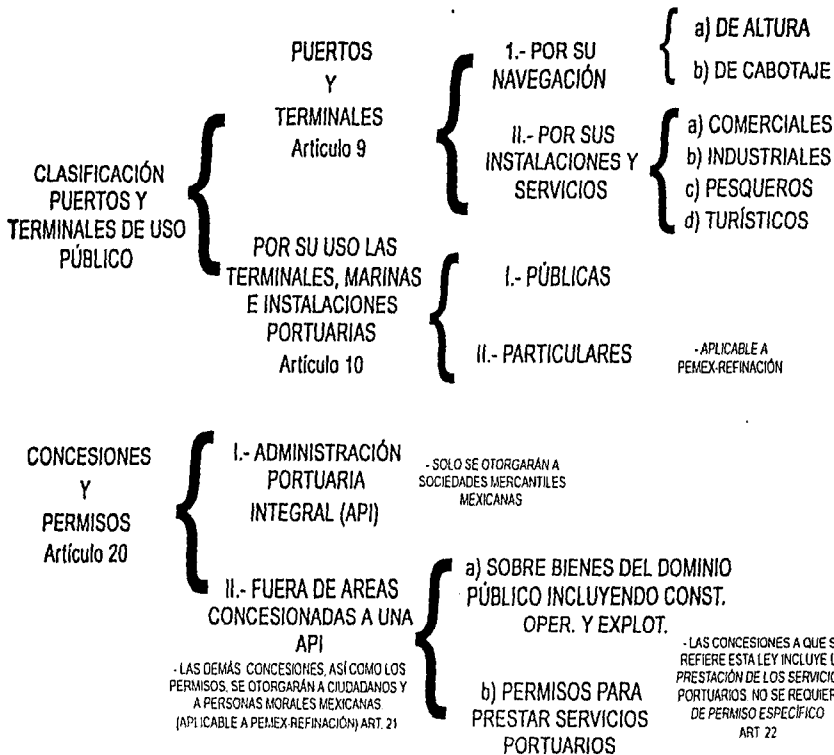 CLASIFICACIÓN
PUERTOS Y
TERMINALES DE USO
PÚBLICO
PUERTOS
Y
TERMINALES
Artículo 9
1.- POR SU
NAVEGACIÓN
a) DE ALTURA
b) DE CABOTAJE
II.- POR SUS
INSTALACIONES Y
SERVICIOS
a) COMERCIALES
b) INDUSTRIALES
c) PESQUEROS
d) TURÍSTICOS
POR SU USO LAS
TERMINALES, MARINAS
E INSTALACIONES
PORTUARIAS
Artículo 10
I.- PÚBLICAS
II.- PARTICULARES
- APLICABLE A
PEMEX-REFINACIÓN
CONCESIONES
Y
PERMISOS
Artículo 20
I.- ADMINISTRACIÓN
PORTUARIA
INTEGRAL (API)
- SOLO SE OTORGARÁN A
SOCIEDADES MERCANTILES
MEXICANAS
II.- FUERA DE AREAS
CONCESIONADAS A UNA
API
- LAS DEMÁS CONCESIONES, ASÍ COMO LOS
PERMISOS, SE OTORGARÁN A CIUDADANOS Y
A PERSONAS MORALES MEXICANAS
(APLICABLE A PEMEX-REFINACIÓN) ART. 21
a) SOBRE BIENES DEL DOMINIO
PÚBLICO INCLUYENDO CONST.
OPER. Y EXPLOT.
b) PERMISOS PARA
PRESTAR SERVICIOS
PORTUARIOS
- LAS CONCESIONES A QUE S
REFIERE ESTA LEY INCLUYE L
PRESTACIÓN DE LOS SERVICIO
PORTUARIOS NO SE REQUIER
DE PERMISO ESPECÍFICO
ART 22